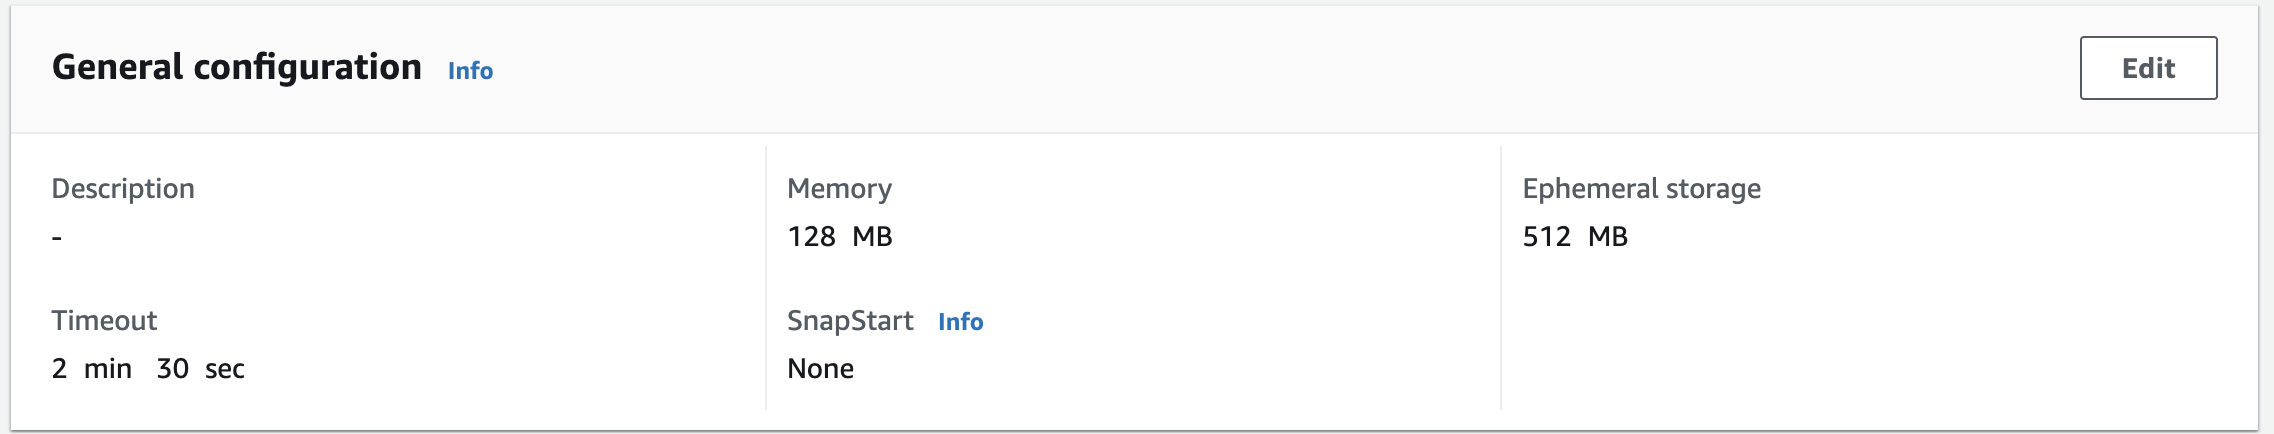 General configuration Info
Edit
Description
-
Memory
128 MB
Ephemeral storage
512 MB
Timeout
2 min 30 sec
SnapStart Info
None